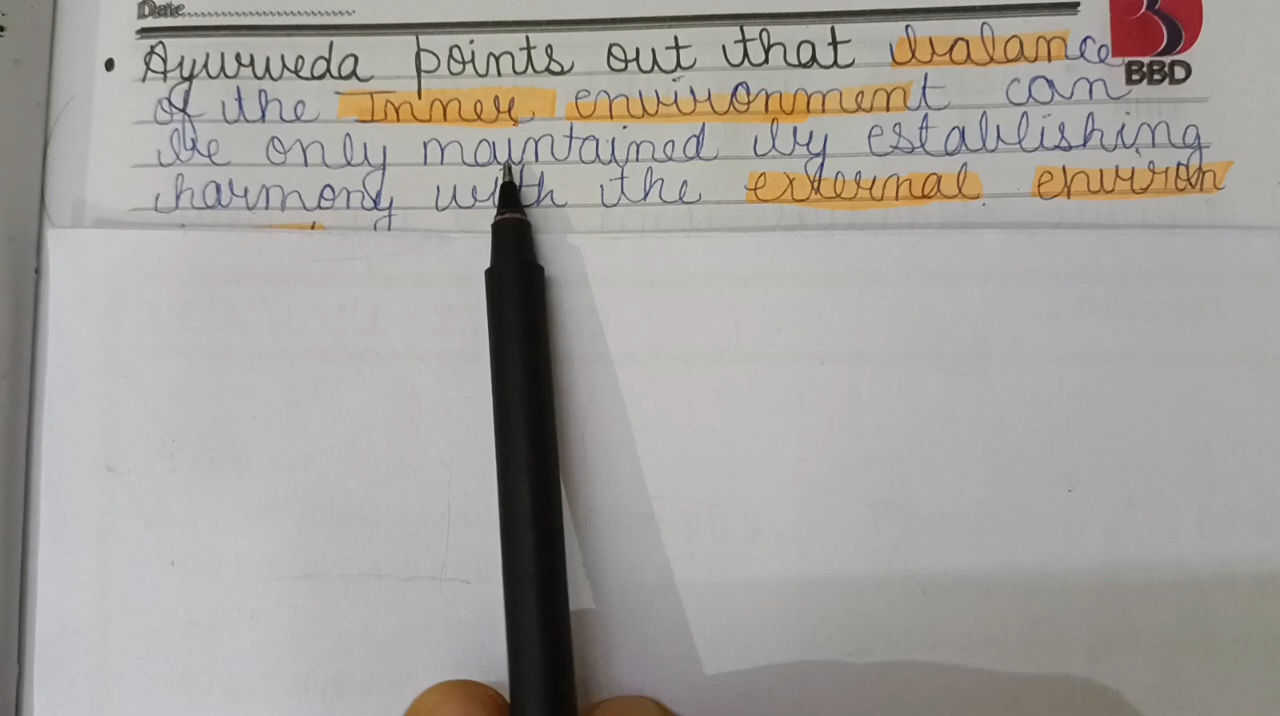 Date
• Ayurveda points out that balance
of the Inner environment can
be only maintained by establishing
harmony with the external environ
BBD